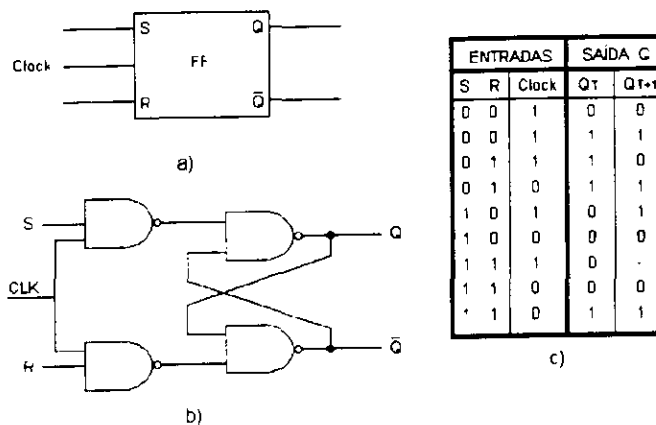 S Q
Clock FF
R Q̅
a)
S Q
CLK
R Q̅
b)
ENTRADAS SAÍDA Q
S R Clock QT QT+1
0 0 1 0 0
0 0 1 1 1
0 1 1 1 0
0 1 0 1 1
1 0 1 0 1
1 0 0 0 0
1 1 1 0 -
1 1 0 0 0
1 1 0 1 1
c)